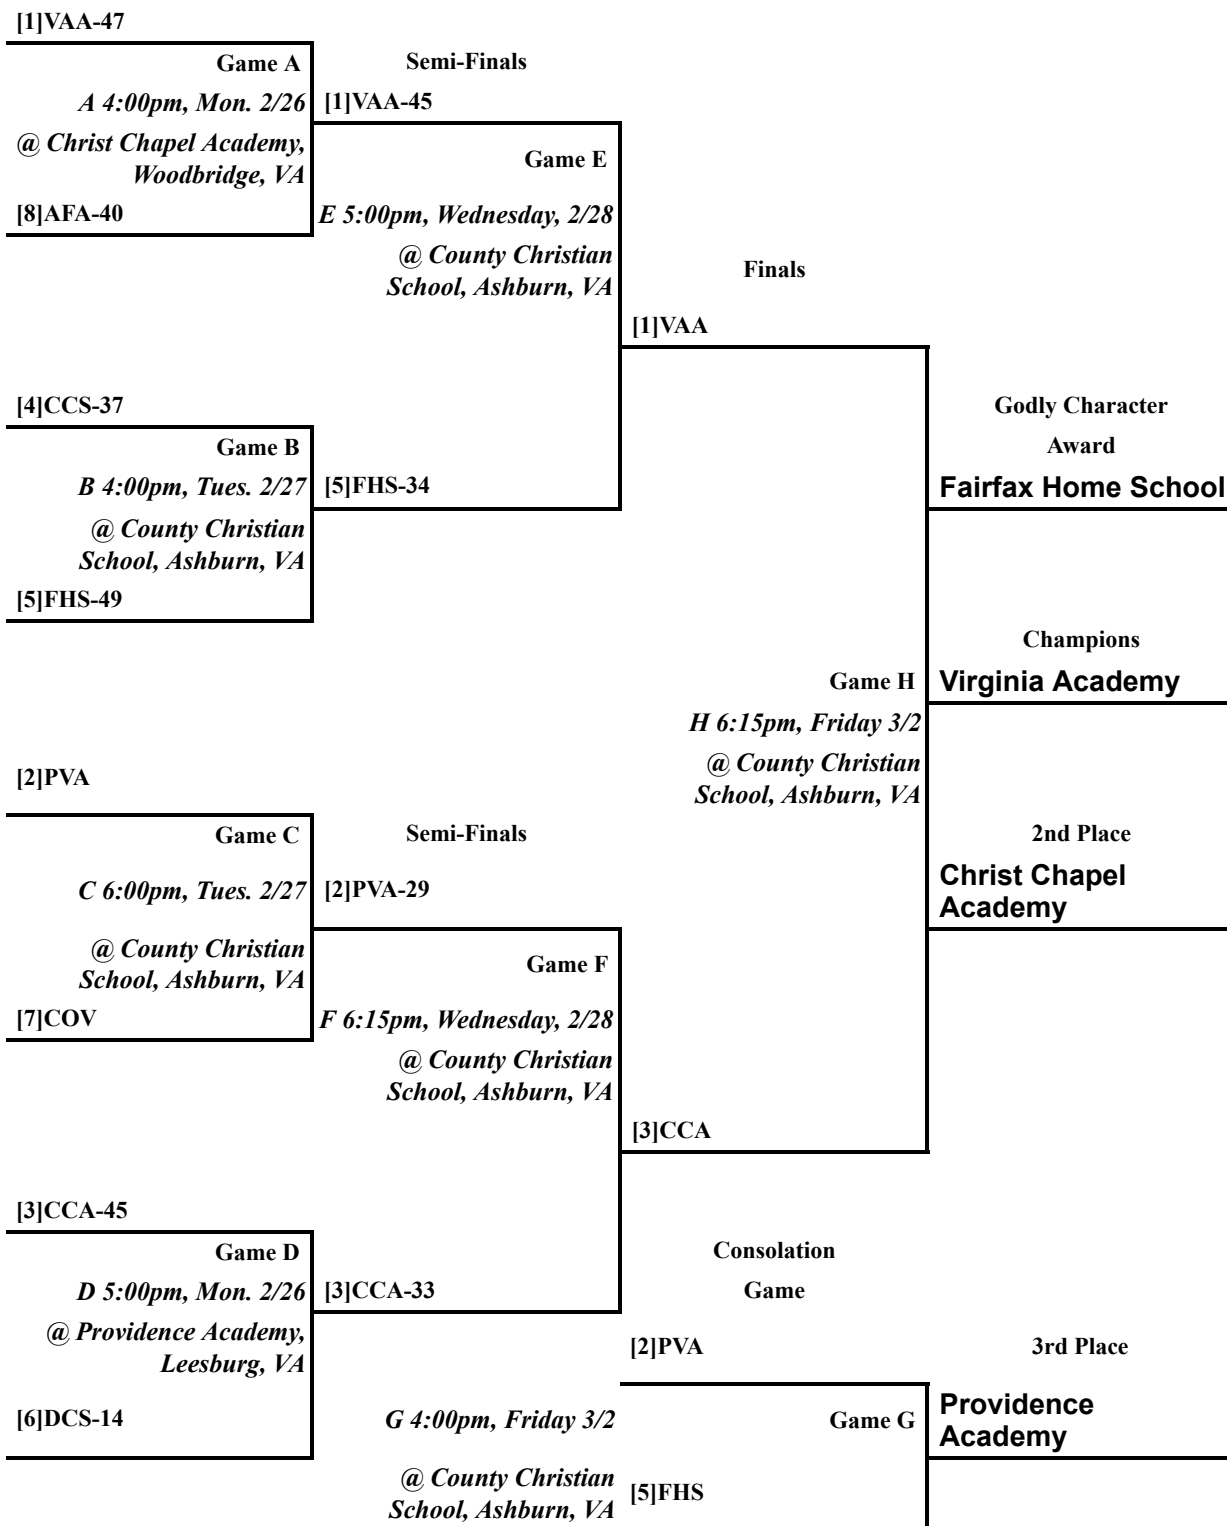 [1]VAA-47
Game A
Semi-Finals
A 4:00pm, Mon. 2/26
[1]VAA-45
@ Christ Chapel Academy,
Woodbridge, VA
Game E
[8]AFA-40
E 5:00pm, Wednesday, 2/28
@ County Christian
School, Ashburn, VA
Finals
[1]VAA
[4]CCS-37
Godly Character
Game B
Award
B 4:00pm, Tues. 2/27
[5]FHS-34
Fairfax Home School
@ County Christian
School, Ashburn, VA
[5]FHS-49
Champions
Game H
Virginia Academy
H 6:15pm, Friday 3/2
@ County Christian
School, Ashburn, VA
[2]PVA
Game C
Semi-Finals
2nd Place
C 6:00pm, Tues. 2/27
[2]PVA-29
Christ Chapel
Academy
@ County Christian
School, Ashburn, VA
Game F
[7]COV
F 6:15pm, Wednesday, 2/28
@ County Christian
School, Ashburn, VA
[3]CCA
[3]CCA-45
Game D
Consolation
D 5:00pm, Mon. 2/26
[3]CCA-33
Game
@ Providence Academy,
Leesburg, VA
[2]PVA
3rd Place
[6]DCS-14
G 4:00pm, Friday 3/2
Game G
Providence
Academy
@ County Christian
School, Ashburn, VA
[5]FHS